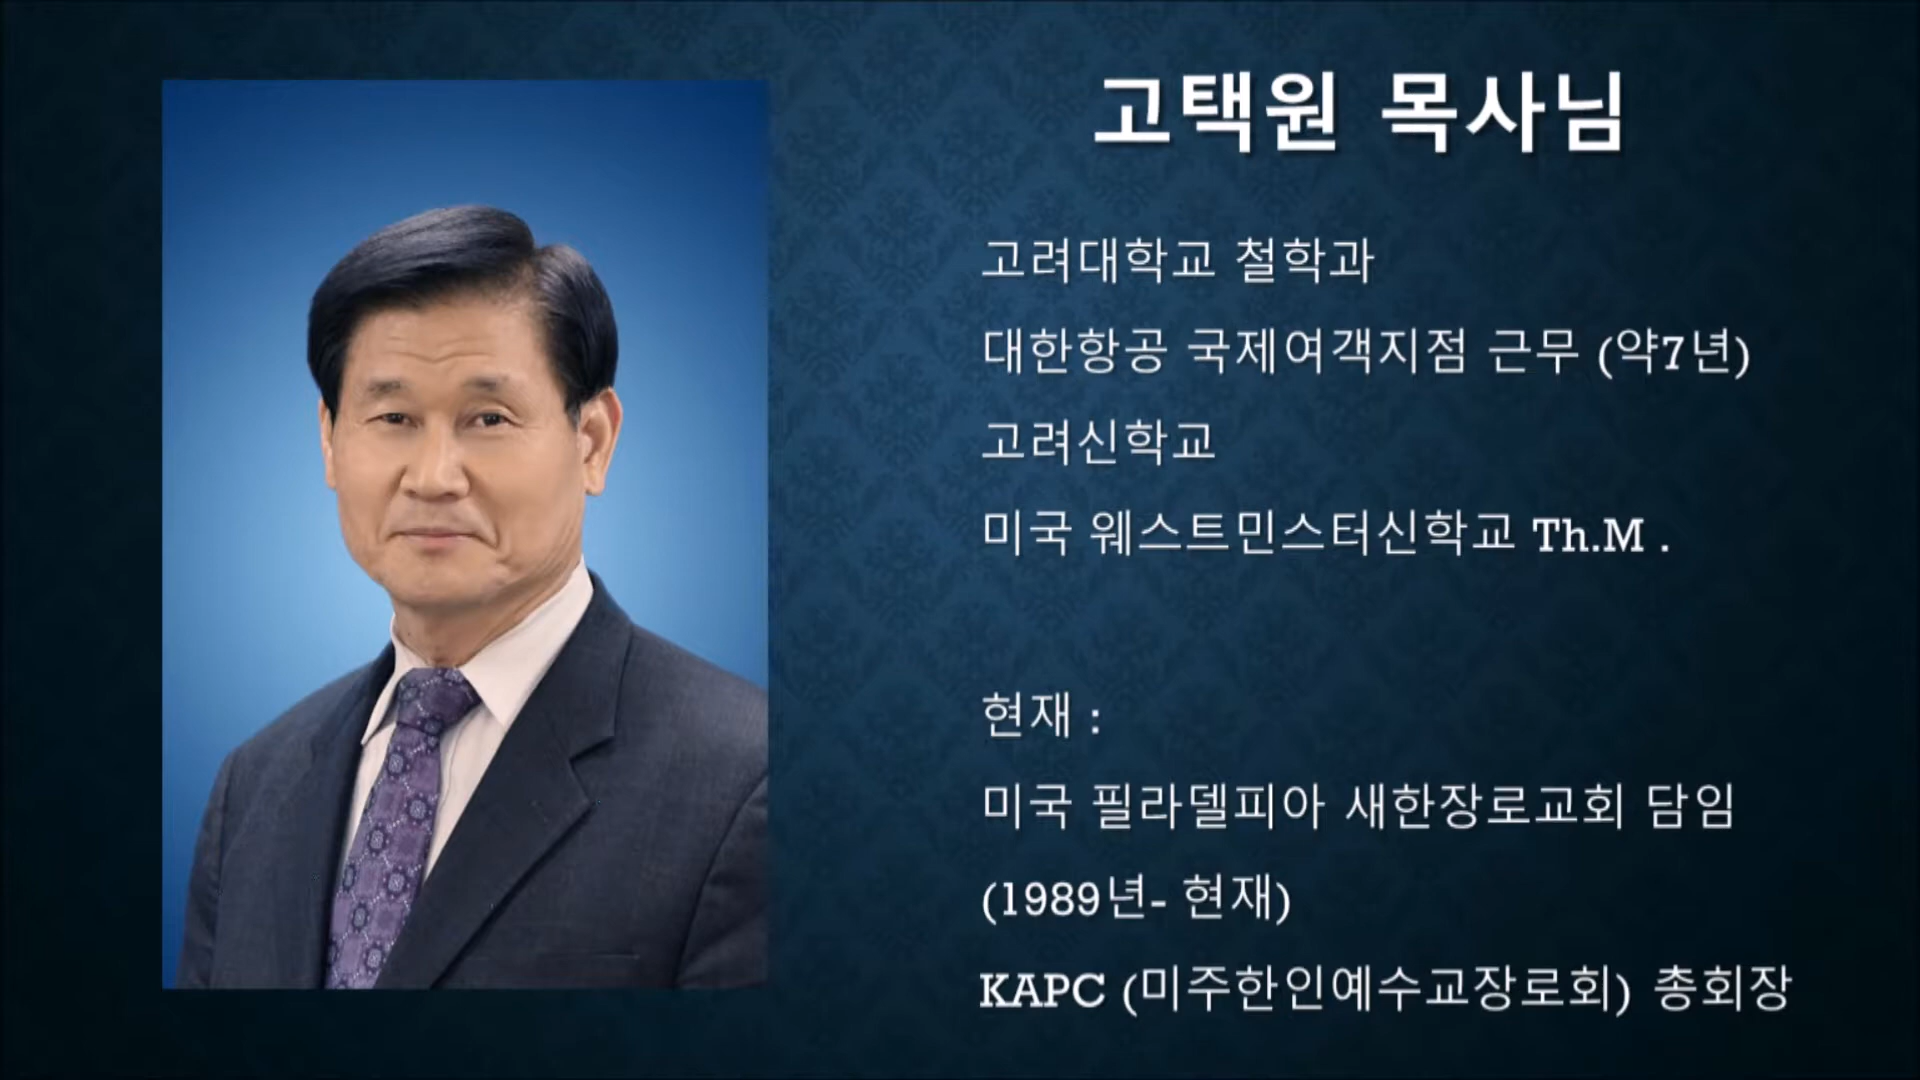 고택원 목사님
고려대학교 철학과
대한항공 국제여객지점 근무 (약7년)
고려신학교
미국 웨스트민스터신학교 Th.M .
현재 :
미국 필라델피아 새한장로교회 담임
(1989년- 현재)
KAPC (미주한인예수교장로회) 총회장